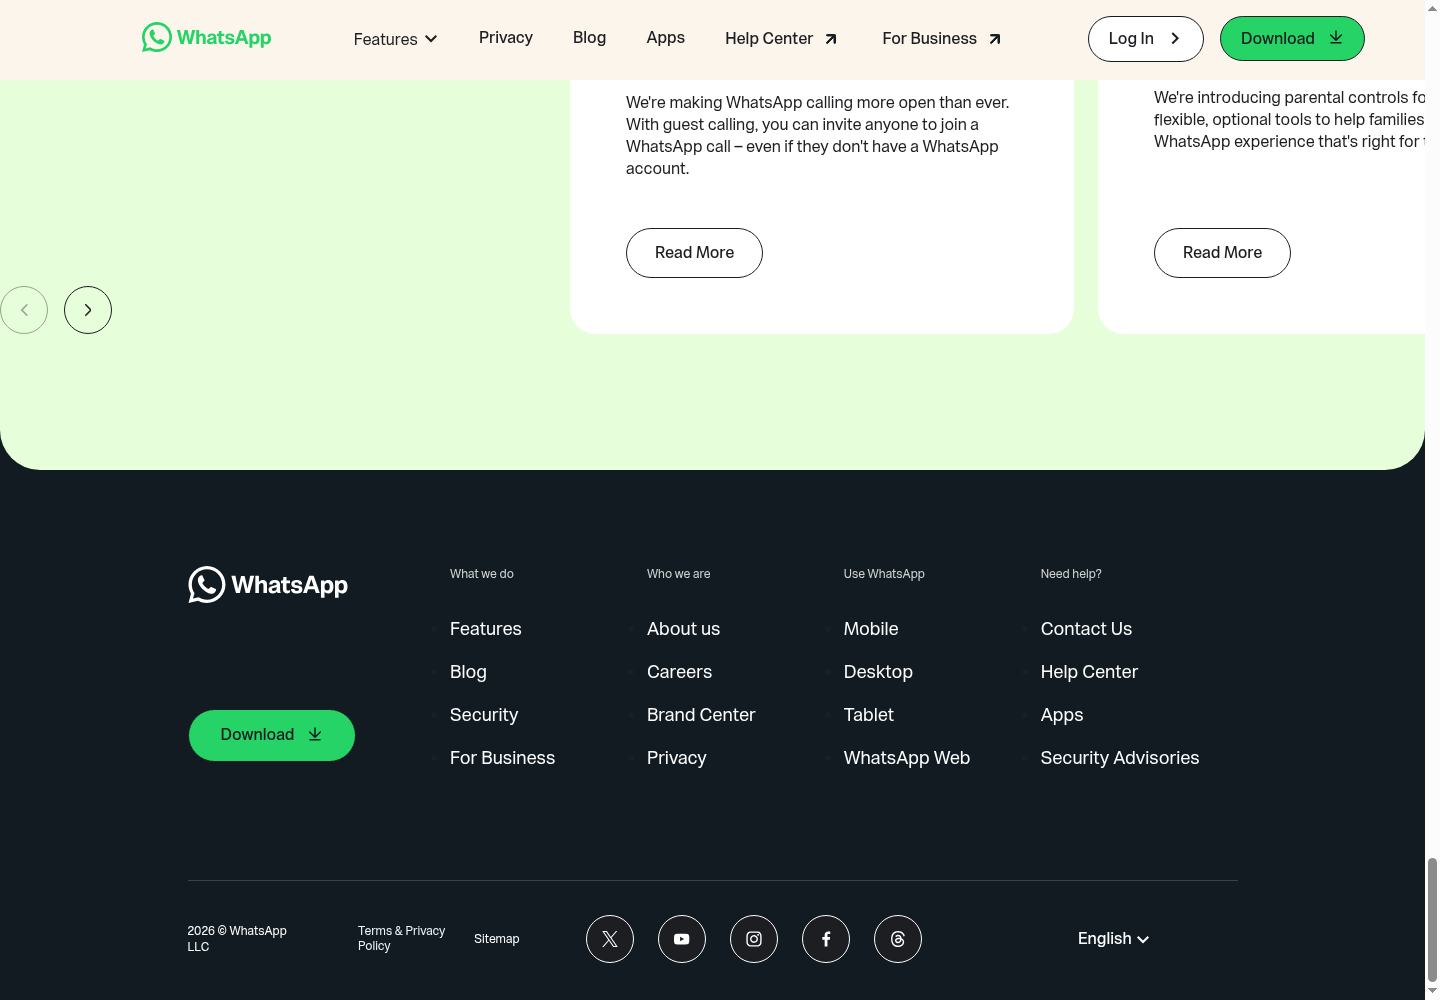 WhatsApp
Features
Privacy
Blog
Apps
Help Center
For Business
Log In
Download
We're making WhatsApp calling more open than ever.
With guest calling, you can invite anyone to join a
WhatsApp call – even if they don't have a WhatsApp
account.
Read More
We're introducing parental controls fo
flexible, optional tools to help families
WhatsApp experience that's right for
Read More
WhatsApp
Download
What we do
Features
Blog
Security
For Business
Who we are
About us
Careers
Brand Center
Privacy
Use WhatsApp
Mobile
Desktop
Tablet
WhatsApp Web
Need help?
Contact Us
Help Center
Apps
Security Advisories
2026 © WhatsApp
LLC
Terms & Privacy
Policy
Sitemap
English